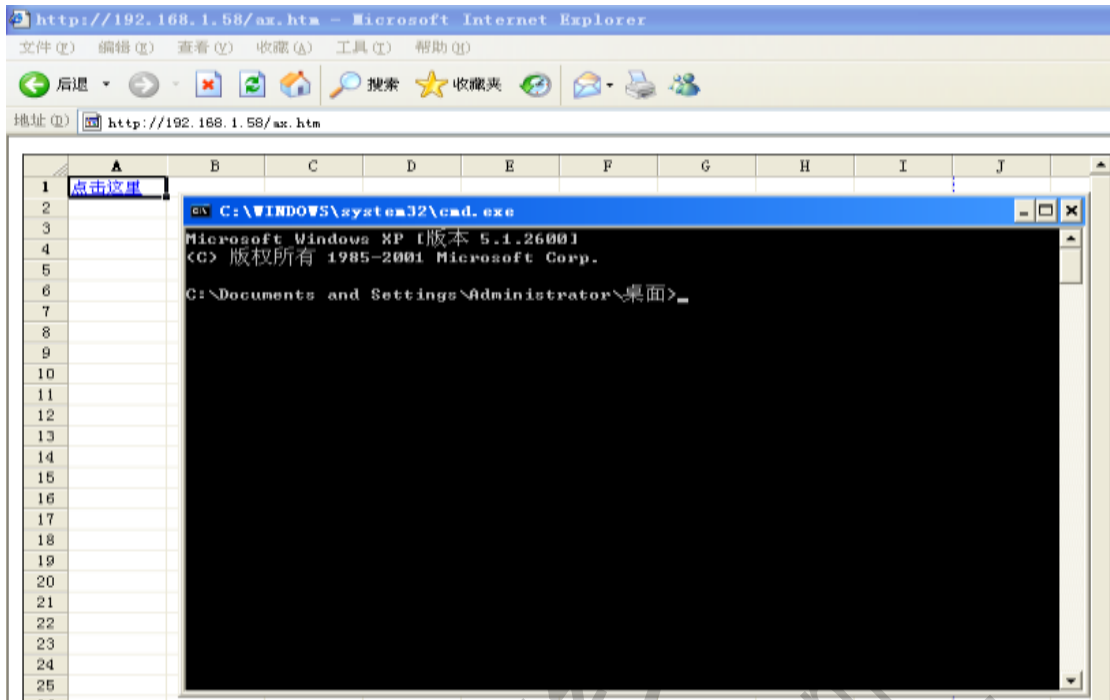 http://192.168.1.58/ax.htm - Microsoft Internet Explorer
文件(F) 编辑(E) 查看(V) 收藏(A) 工具(T) 帮助(H)
后退 搜索 收藏夹
地址(D) http://192.168.1.58/ax.htm
A B C D E F G H I J
1 点击这里
2
C:\WINDOWS\system32\cmd.exe
3
Microsoft Windows XP [版本 5.1.2600]
4
(C) 版权所有 1985-2001 Microsoft Corp.
5
6
C:\Documents and Settings\Administrator\桌面>_
7
8
9
10
11
12
13
14
15
16
17
18
19
20
21
22
23
24
25